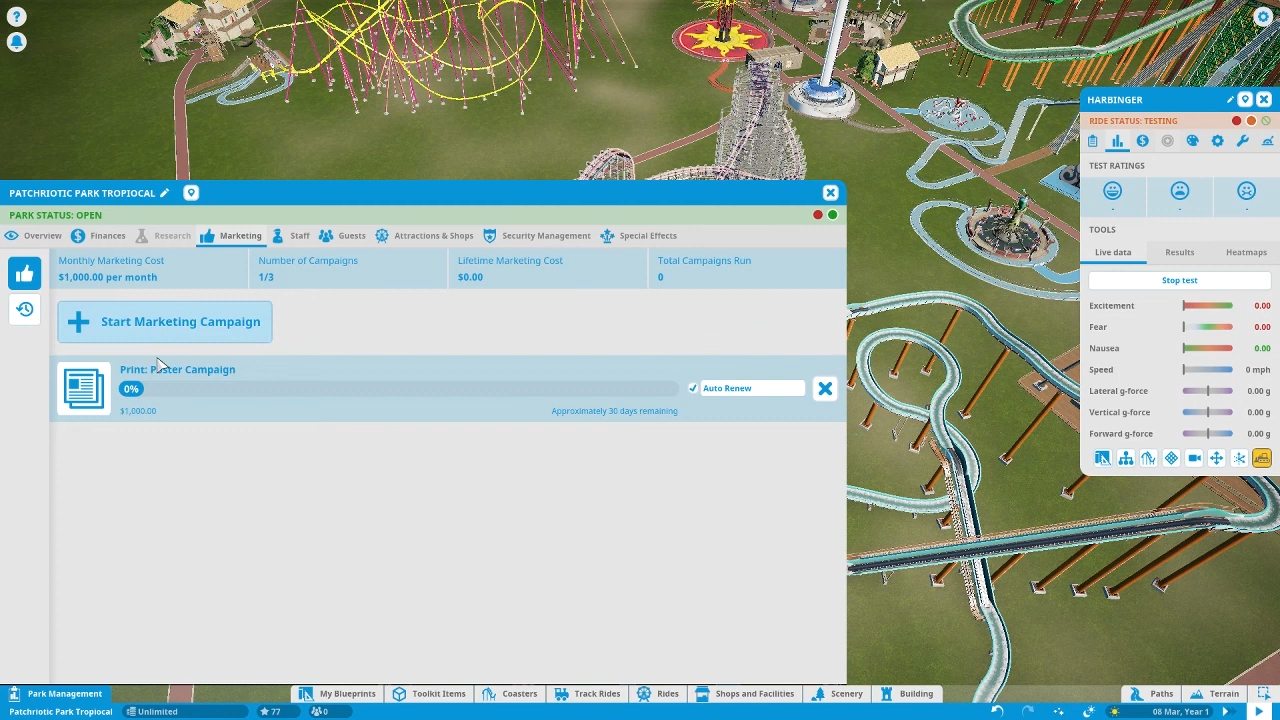 HARBINGER
RIDE STATUS: TESTING
TEST RATINGS
-
-
-
TOOLS
Live data
Results
Heatmaps
Stop test
Excitement 0.00
Fear 0.00
Nausea 0.00
Speed 0 mph
Lateral g-force 0.00 g
Vertical g-force 0.00 g
Forward g-force 0.00 g
PATCHRIOTIC PARK TROPIOCAL
PARK STATUS: OPEN
Overview
Finances
Research
Marketing
Staff
Guests
Attractions & Shops
Security Management
Special Effects
Monthly Marketing Cost
$1,000.00 per month
Number of Campaigns
1/3
Lifetime Marketing Cost
$0.00
Total Campaigns Run
0
Start Marketing Campaign
Print: Poster Campaign
0%
Auto Renew
$1,000.00
Approximately 30 days remaining
Park Management
My Blueprints
Toolkit Items
Coasters
Track Rides
Rides
Shops and Facilities
Scenery
Building
Paths
Terrain
Patchriotic Park Tropiocal
Unlimited
77
0
08 Mar, Year 1